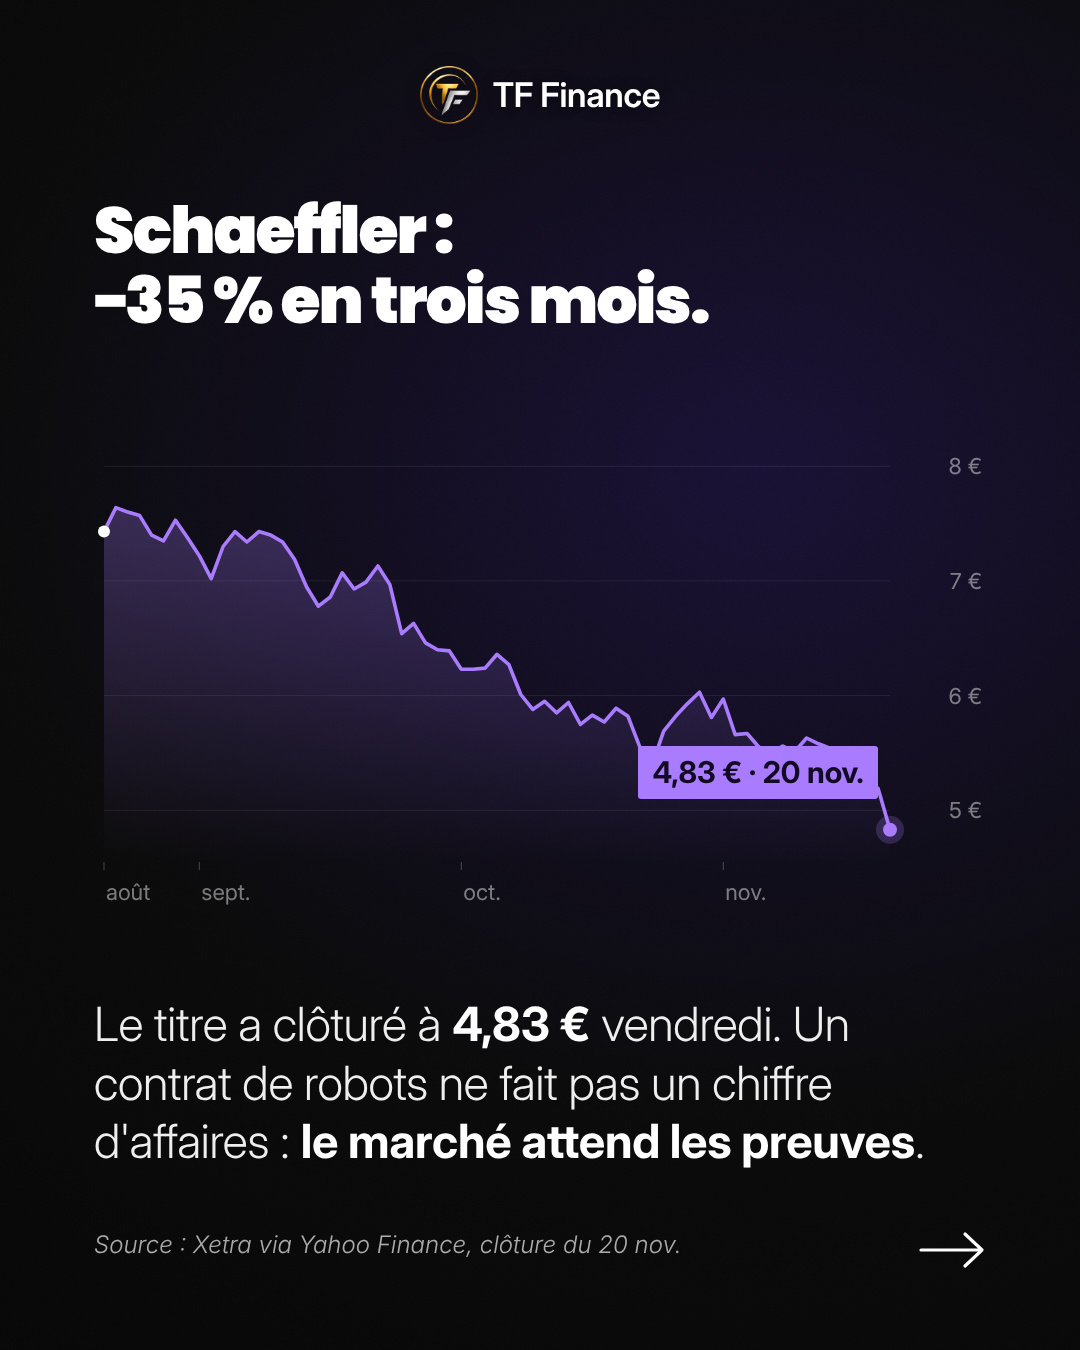 TF Finance
Schaeffler :
–35 % en trois mois.
8 €
7 €
6 €
4,83 € · 20 nov.
5 €
août sept. oct. nov.
Le titre a clôturé à 4,83 € vendredi. Un
contrat de robots ne fait pas un chiffre
d'affaires : le marché attend les preuves.
Source : Xetra via Yahoo Finance, clôture du 20 nov.